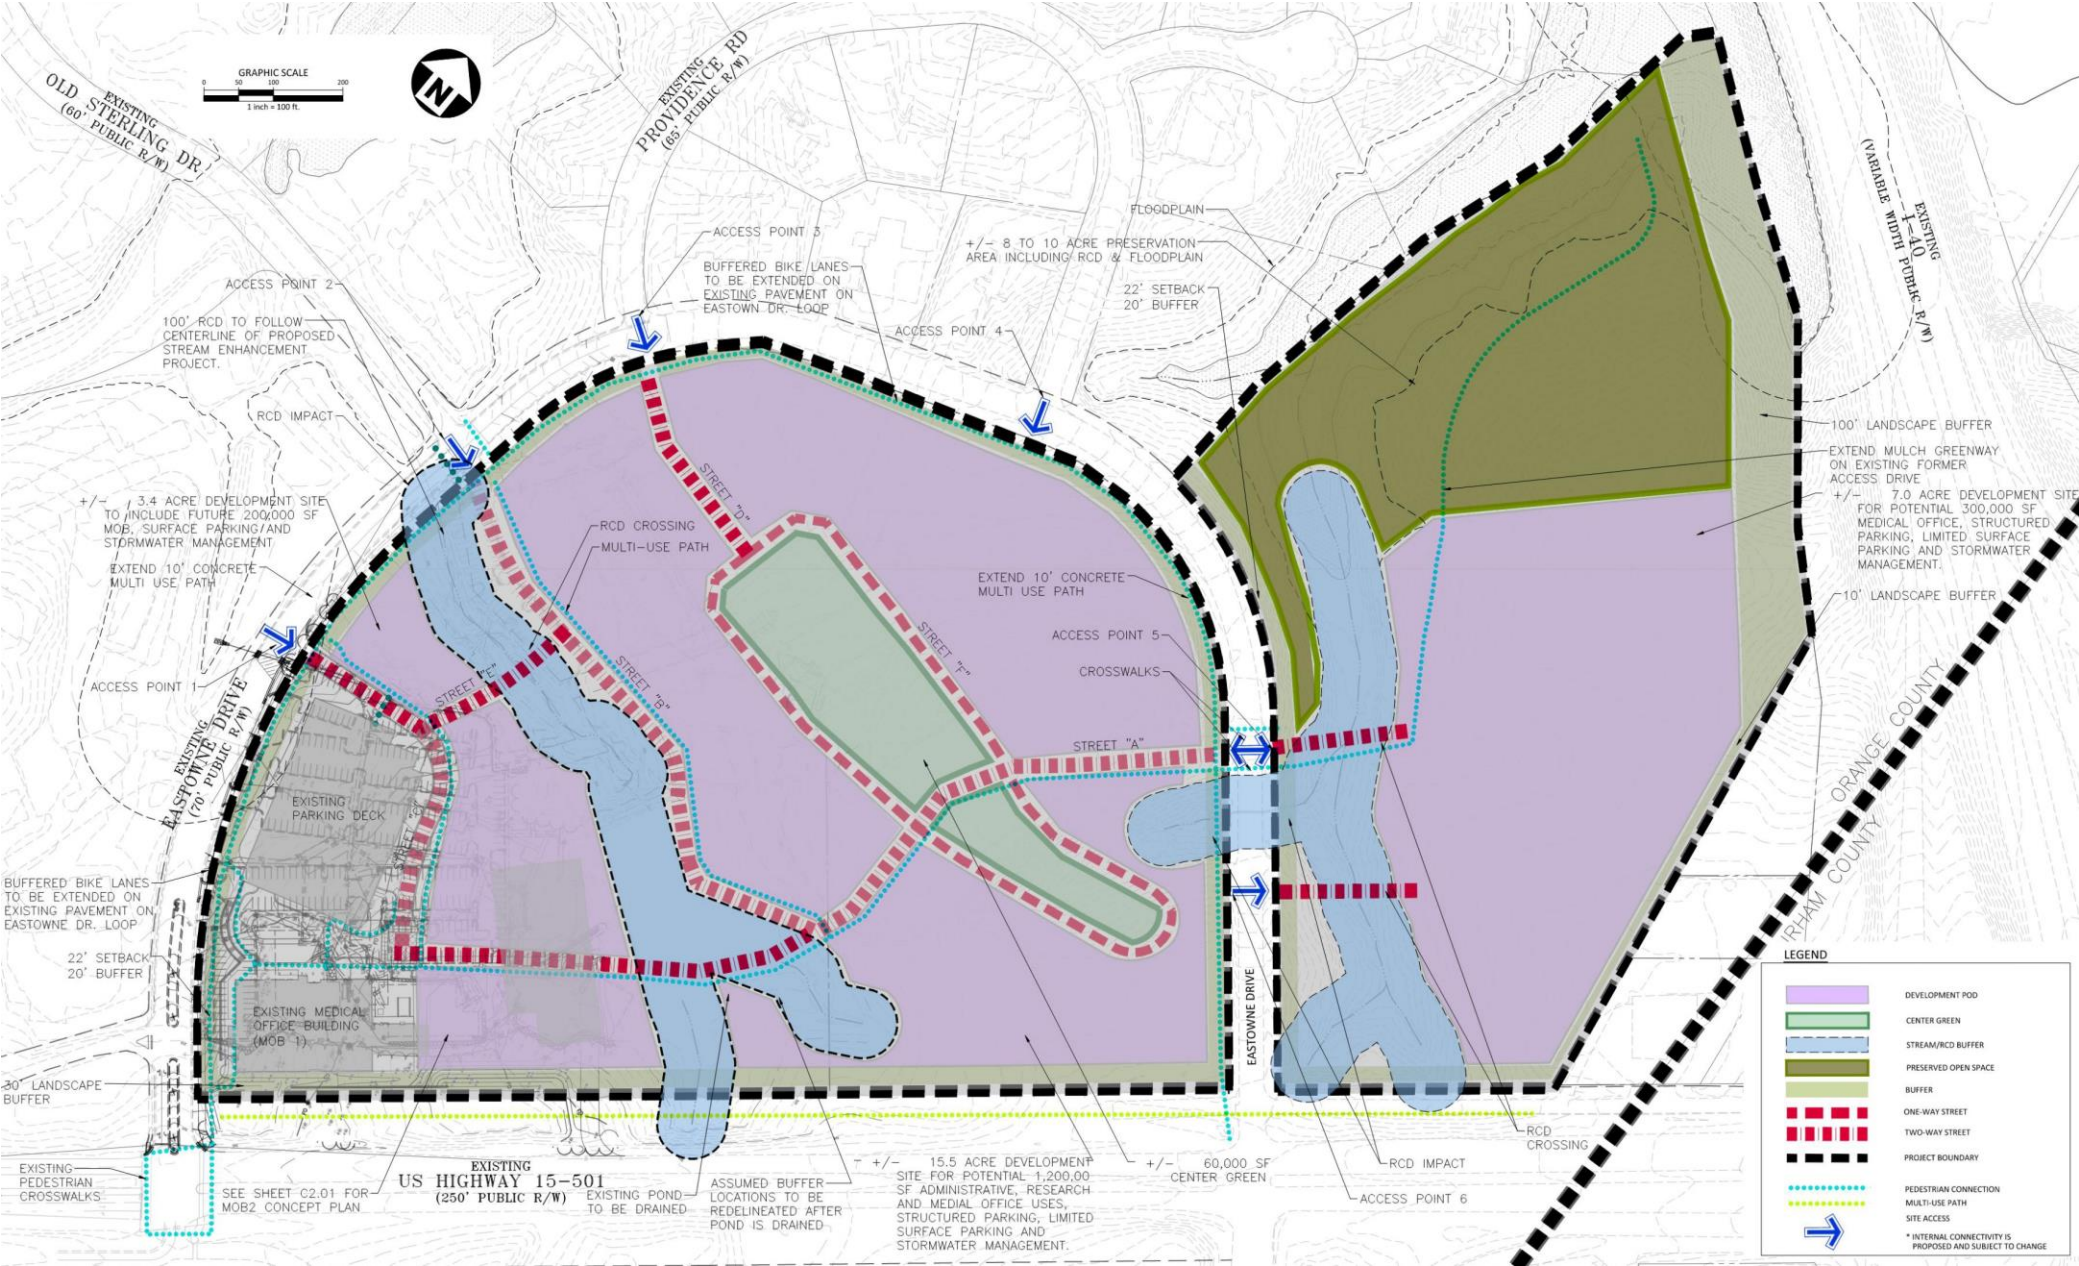 GRAPHIC SCALE
0 50 100 200
1 inch = 100 ft.
N
EXISTING
OLD STERLING DR
(60' PUBLIC R/W)
EXISTING
PROVIDENCE RD
(65' PUBLIC R/W)
EXISTING
I-40
(VARIABLE WIDTH PUBLIC R/W)
FLOODPLAIN
+/- 8 TO 10 ACRE PRESERVATION
AREA INCLUDING RCD & FLOODPLAIN
22' SETBACK
20' BUFFER
ACCESS POINT 3
BUFFERED BIKE LANES
TO BE EXTENDED ON
EXISTING PAVEMENT ON
EASTOWN DR. LOOP
ACCESS POINT 4
ACCESS POINT 2
100' RCD TO FOLLOW
CENTERLINE OF PROPOSED
STREAM ENHANCEMENT
PROJECT.
RCD IMPACT
+/- 3.4 ACRE DEVELOPMENT SITE
TO INCLUDE FUTURE 200,000 SF
MOB, SURFACE PARKING AND
STORMWATER MANAGEMENT
EXTEND 10' CONCRETE
MULTI USE PATH
ACCESS POINT 1
EXISTING
EASTOWNE DRIVE
(70' PUBLIC R/W)
RCD CROSSING
MULTI-USE PATH
STREET "D"
STREET "E"
STREET "B"
STREET "F"
STREET "A"
EXTEND 10' CONCRETE
MULTI USE PATH
ACCESS POINT 5
CROSSWALKS
100' LANDSCAPE BUFFER
EXTEND MULCH GREENWAY
ON EXISTING FORMER
ACCESS DRIVE
+/- 7.0 ACRE DEVELOPMENT SITE
FOR POTENTIAL 300,000 SF
MEDICAL OFFICE, STRUCTURED
PARKING, LIMITED SURFACE
PARKING AND STORMWATER
MANAGEMENT.
10' LANDSCAPE BUFFER
ORANGE COUNTY
COUNTY
EXISTING
PARKING DECK
BUFFERED BIKE LANES
TO BE EXTENDED ON
EXISTING PAVEMENT ON
EASTOWNE DR. LOOP
22' SETBACK
20' BUFFER
EXISTING MEDICAL
OFFICE BUILDING
(MOB 1)
30' LANDSCAPE
BUFFER
EASTOWNE DRIVE
EXISTING
PEDESTRIAN
CROSSWALKS
SEE SHEET C2.01 FOR
MOB2 CONCEPT PLAN
EXISTING
US HIGHWAY 15-501
(250' PUBLIC R/W)
EXISTING POND
TO BE DRAINED
ASSUMED BUFFER
LOCATIONS TO BE
REDELINEATED AFTER
POND IS DRAINED
+/- 15.5 ACRE DEVELOPMENT
SITE FOR POTENTIAL 1,200,00
SF ADMINISTRATIVE, RESEARCH
AND MEDIAL OFFICE USES,
STRUCTURED PARKING, LIMITED
SURFACE PARKING AND
STORMWATER MANAGEMENT.
+/- 60,000 SF
CENTER GREEN
RCD IMPACT
ACCESS POINT 6
RCD
CROSSING
LEGEND
DEVELOPMENT POD
CENTER GREEN
STREAM/RCD BUFFER
PRESERVED OPEN SPACE
BUFFER
ONE-WAY STREET
TWO-WAY STREET
PROJECT BOUNDARY
PEDESTRIAN CONNECTION
MULTI-USE PATH
SITE ACCESS
* INTERNAL CONNECTIVITY IS
PROPOSED AND SUBJECT TO CHANGE